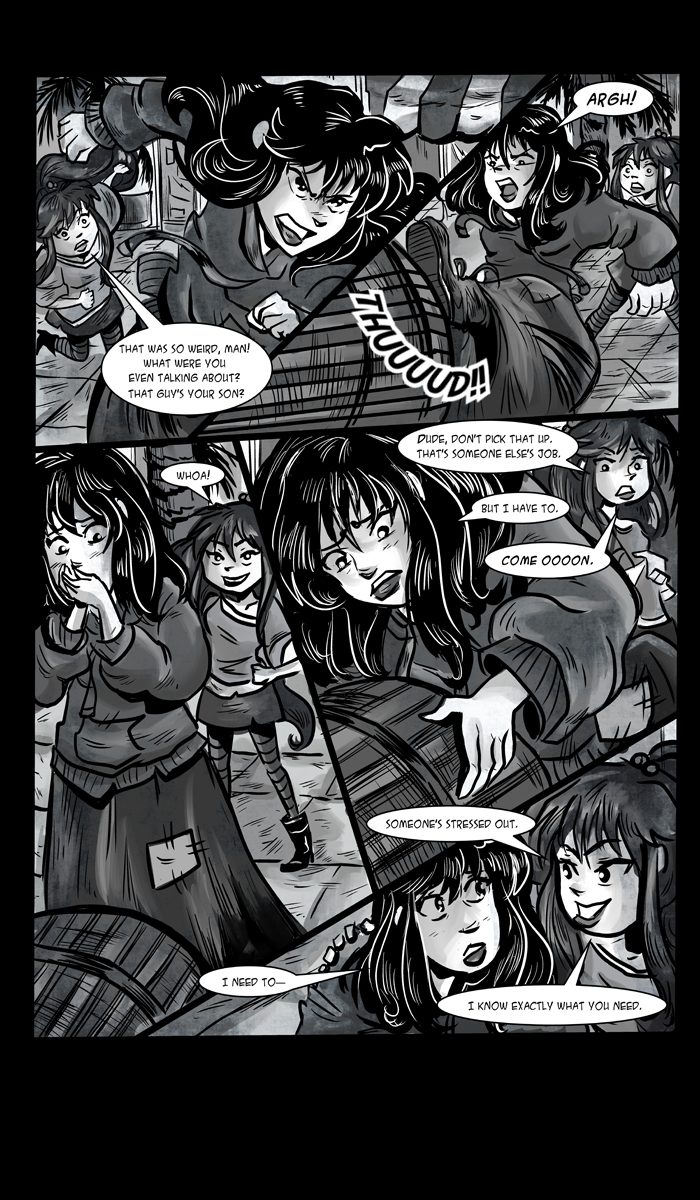 THAT WAS SO WEIRD, MAN!
WHAT WERE YOU
EVEN TALKING ABOUT?
THAT GUY'S YOUR SON?
ARGH!
THUUUUD!!
WHOA!
DUDE, DON'T PICK THAT UP.
THAT'S SOMEONE ELSE'S JOB.
BUT I HAVE TO.
COME OOOON.
SOMEONE'S STRESSED OUT.
I NEED TO—
I KNOW EXACTLY WHAT YOU NEED.